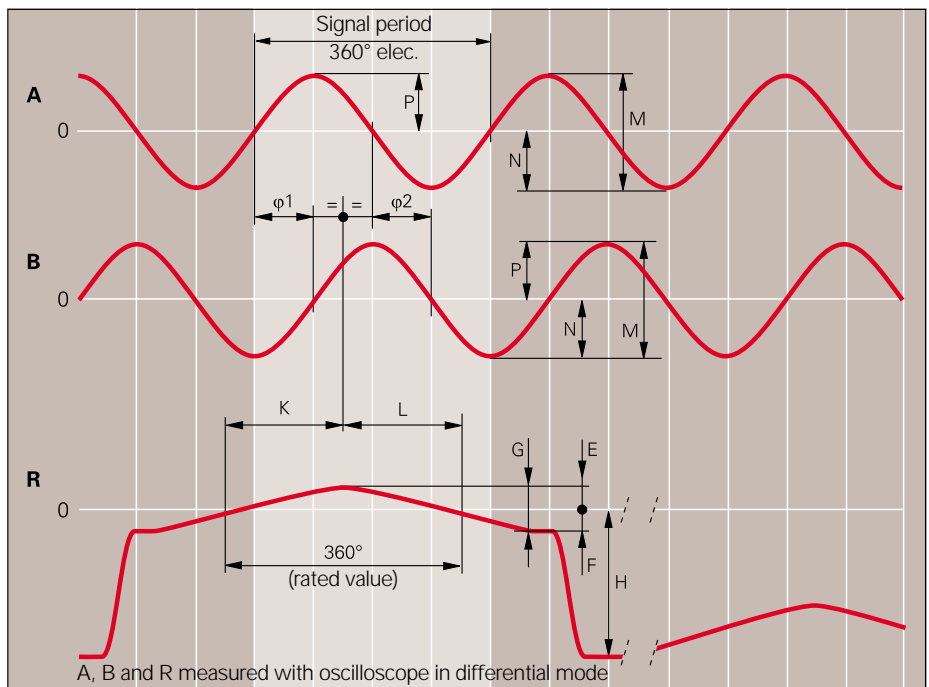 Signal period
360° elec.
A
0
P
M
N
φ1
= =
φ2
B
0
P
N
M
K
L
G
E
R
0
360°
(rated value)
F
H
A, B and R measured with oscilloscope in differential mode